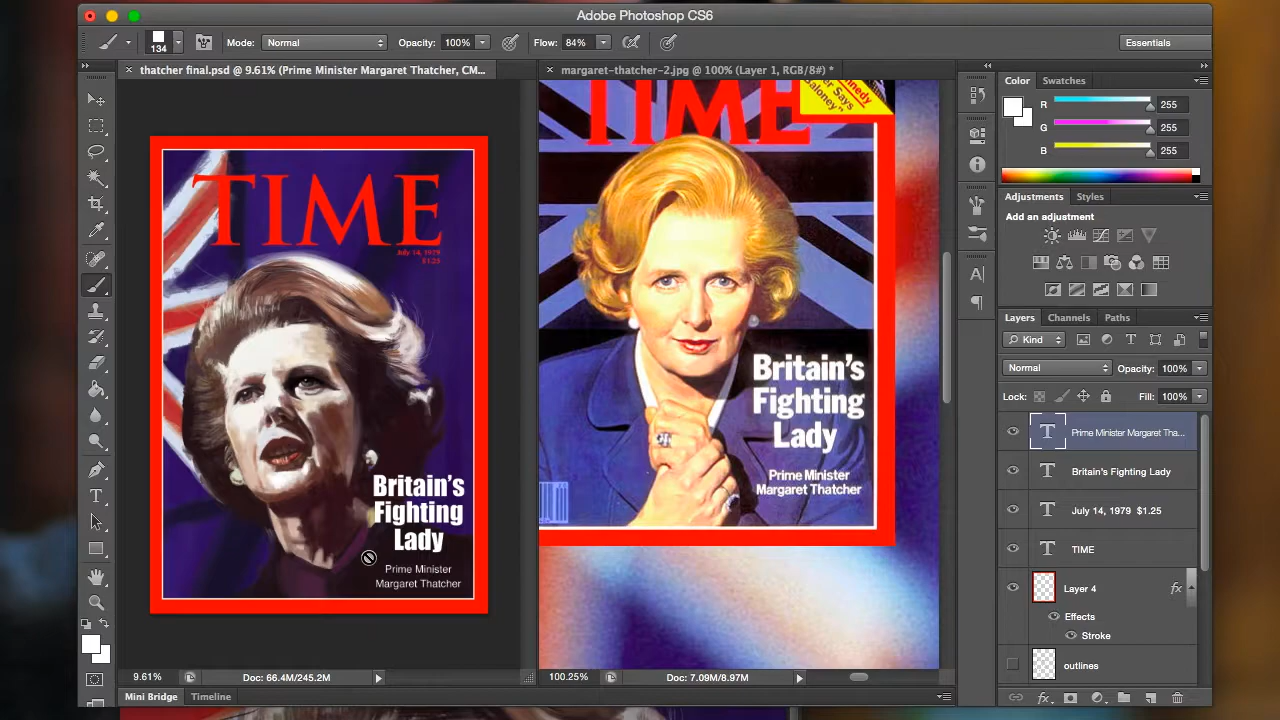 Adobe Photoshop CS6
134
Mode: Normal
Opacity: 100%
Flow: 84%
Essentials
thatcher final.psd @ 9.61% (Prime Minister Margaret Thatcher, CM...
margaret-thatcher-2.jpg @ 100% (Layer 1, RGB/8#) *
TIME
July 14, 1979
$1.25
Britain's
Fighting
Lady
Prime Minister
Margaret Thatcher
TIME
Says
Baloney"
Britain's
Fighting
Lady
Prime Minister
Margaret Thatcher
Color
Swatches
R 255
G 255
B 255
Adjustments
Styles
Add an adjustment
Layers
Channels
Paths
Kind
Normal
Opacity: 100%
Lock:
Fill: 100%
Prime Minister Margaret Tha...
Britain's Fighting Lady
July 14, 1979 $1.25
TIME
Layer 4
fx
Effects
Stroke
outlines
9.61%
Doc: 66.4M/245.2M
100.25%
Doc: 7.09M/8.97M
Mini Bridge
Timeline